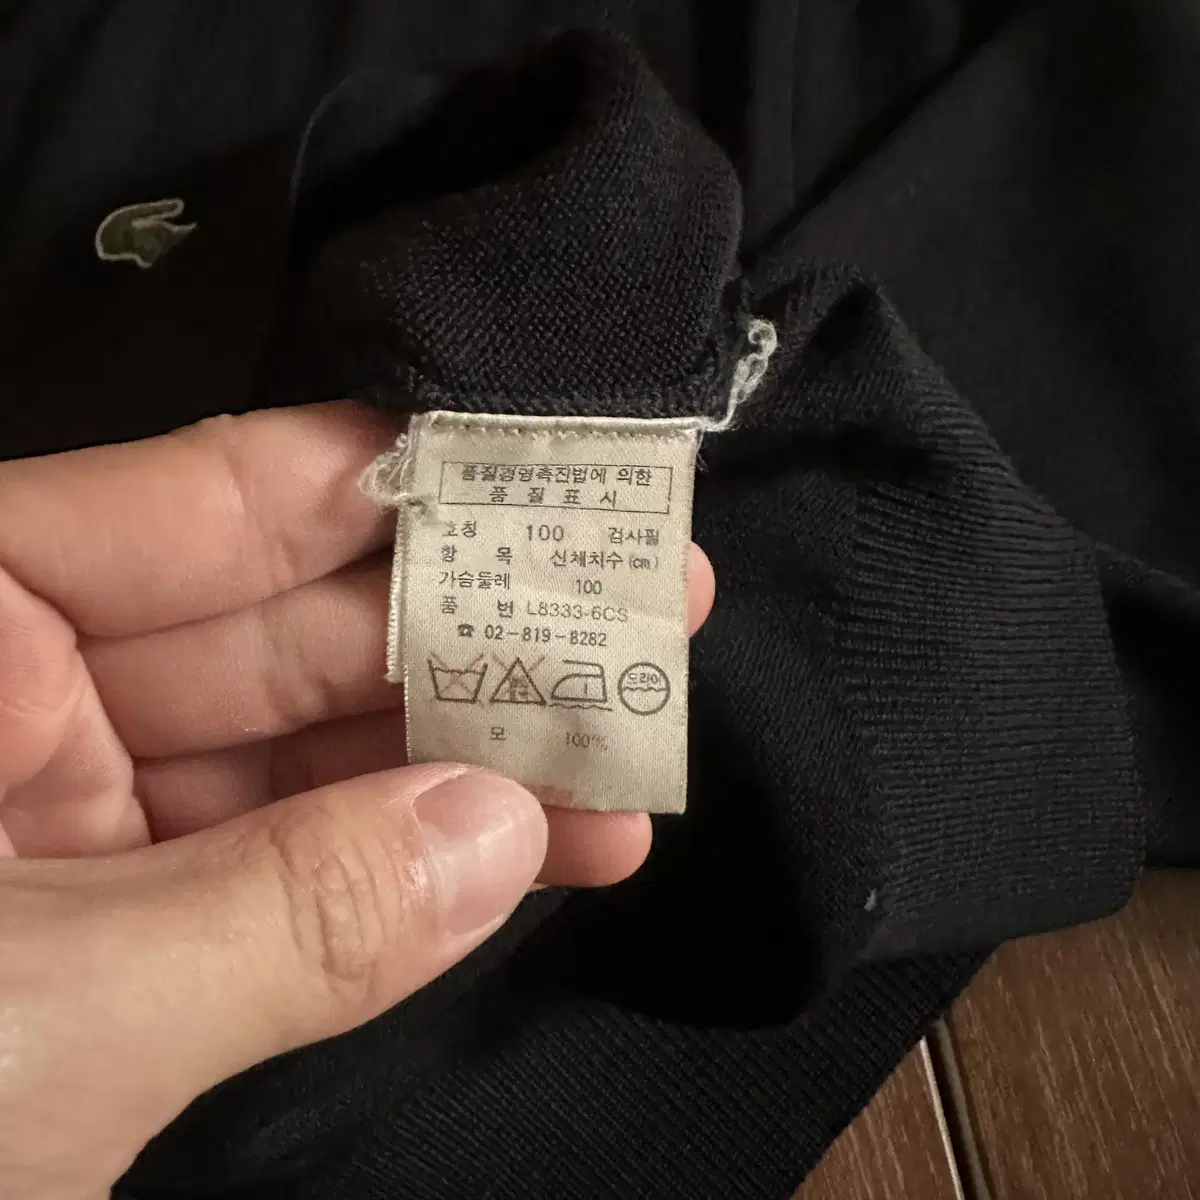 품질경영촉진법에 의한
품 질 표 시
호칭 100 검사필
항 목 신체치수(cm)
가슴둘레 100
품 번 L8333-6CS
☎ 02-819-8282
드라이
모 100%